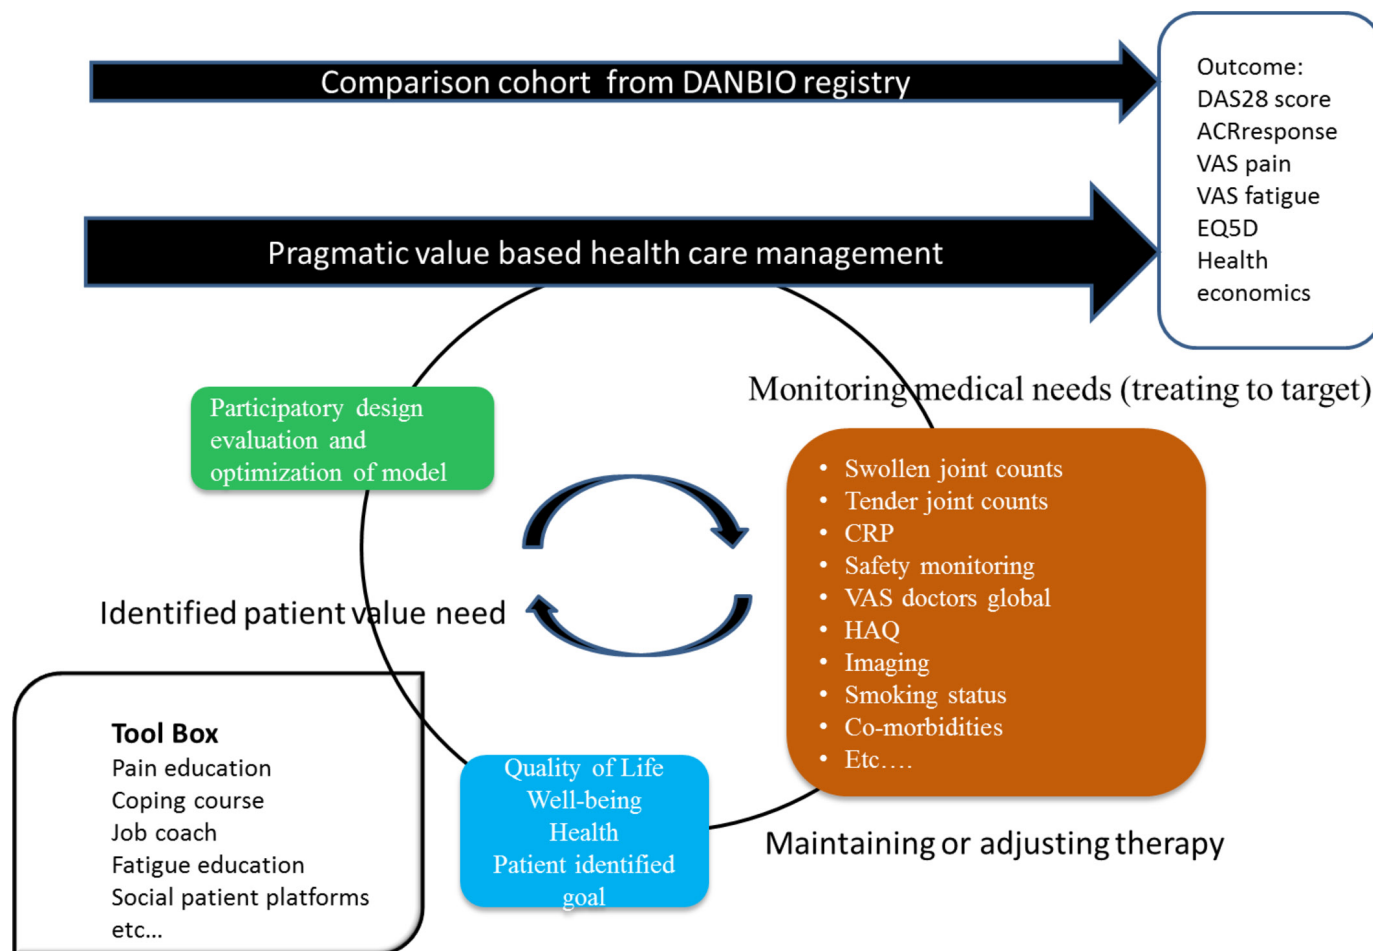 Comparison cohort from DANBIO registry
Outcome:
DAS28 score
ACRresponse
VAS pain
VAS fatigue
EQ5D
Health
economics
Pragmatic value based health care management
Monitoring medical needs (treating to target)
Participatory design
evaluation and
optimization of model
• Swollen joint counts
• Tender joint counts
• CRP
• Safety monitoring
• VAS doctors global
• HAQ
• Imaging
• Smoking status
• Co-morbidities
• Etc....
Identified patient value need
Tool Box
Pain education
Coping course
Job coach
Fatigue education
Social patient platforms
etc...
Quality of Life
Well-being
Health
Patient identified
goal
Maintaining or adjusting therapy